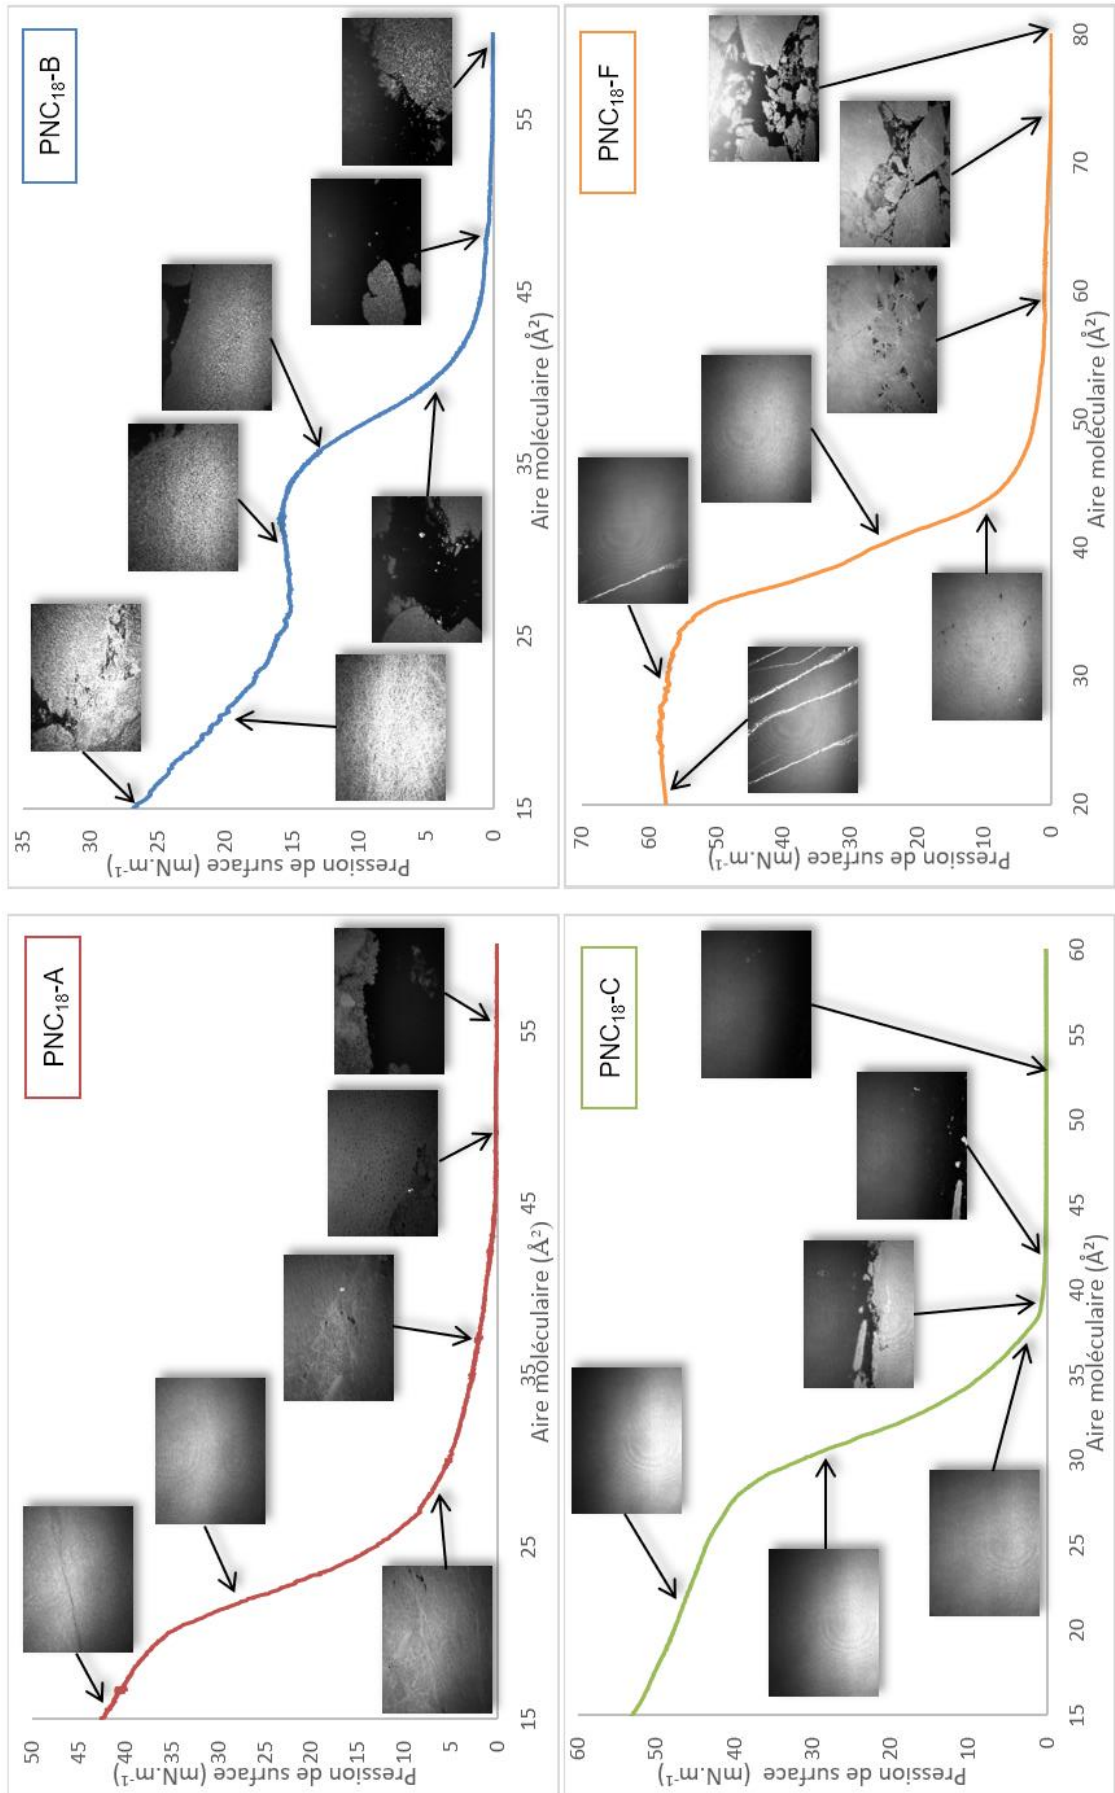 PNC₁₈-A
50
45
40
35
30
25
20
15
10
5
0
Pression de surface (mN.m⁻¹)
15 25 35 45 55
Aire moléculaire (Å²)
PNC₁₈-B
35
30
25
20
15
10
5
0
Pression de surface (mN.m⁻¹)
15 25 35 45 55
Aire moléculaire (Å²)
PNC₁₈-C
60
50
40
30
20
10
0
Pression de surface (mN.m⁻¹)
15 20 25 30 35 40 45 50 55 60
Aire moléculaire (Å²)
PNC₁₈-F
70
60
50
40
30
20
10
0
Pression de surface (mN.m⁻¹)
20 30 40 50 60 70 80
Aire moléculaire (Å²)